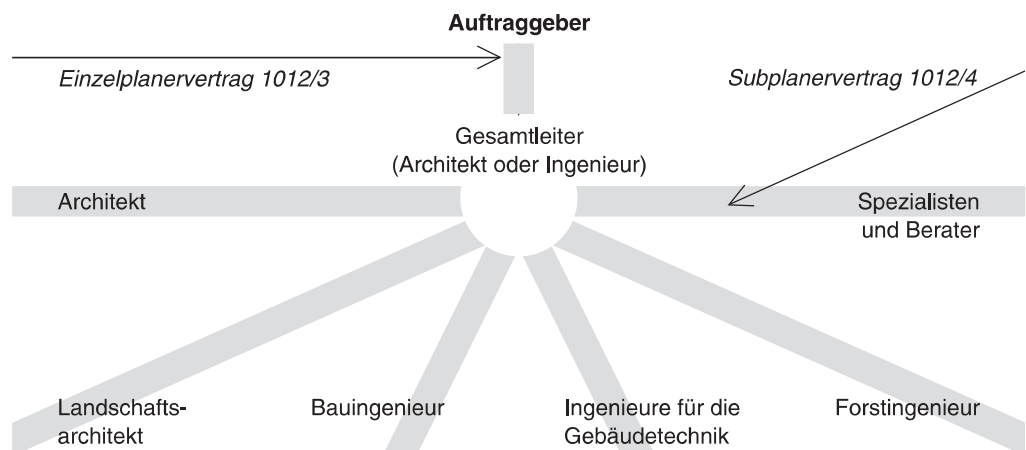 Auftraggeber
Einzelplanervertrag 1012/3
Subplanervertrag 1012/4
Gesamtleiter
(Architekt oder Ingenieur)
Architekt
Spezialisten
und Berater
Landschafts-
architekt
Bauingenieur
Ingenieure für die
Gebäudetechnik
Forstingenieur